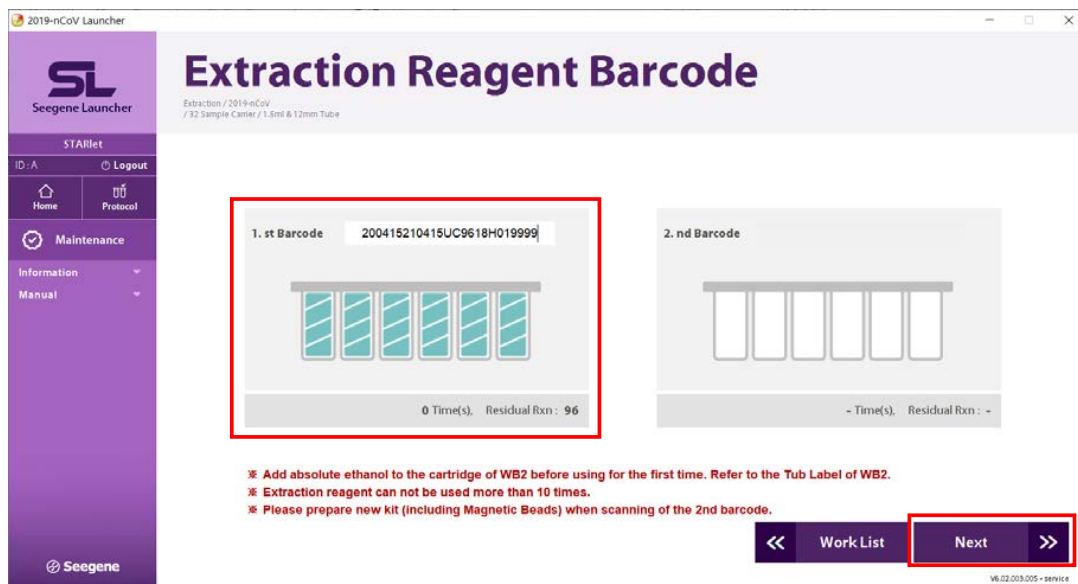 2019-nCoV Launcher
SL
Seegene Launcher
STARlet
ID : A Logout
Home Protocol
Maintenance
Information
Manual
Seegene
Extraction Reagent Barcode
Extraction / 2019-nCoV
/ 32 Sample Carrier / 1.5ml & 12mm Tube
1. st Barcode 200415210415UC9618H019999
0 Time(s), Residual Rxn : 96
2. nd Barcode
- Time(s), Residual Rxn : -
※ Add absolute ethanol to the cartridge of WB2 before using for the first time. Refer to the Tub Label of WB2.
※ Extraction reagent can not be used more than 10 times.
※ Please prepare new kit (including Magnetic Beads) when scanning of the 2nd barcode.
Work List Next
V6.02.003.005 - service